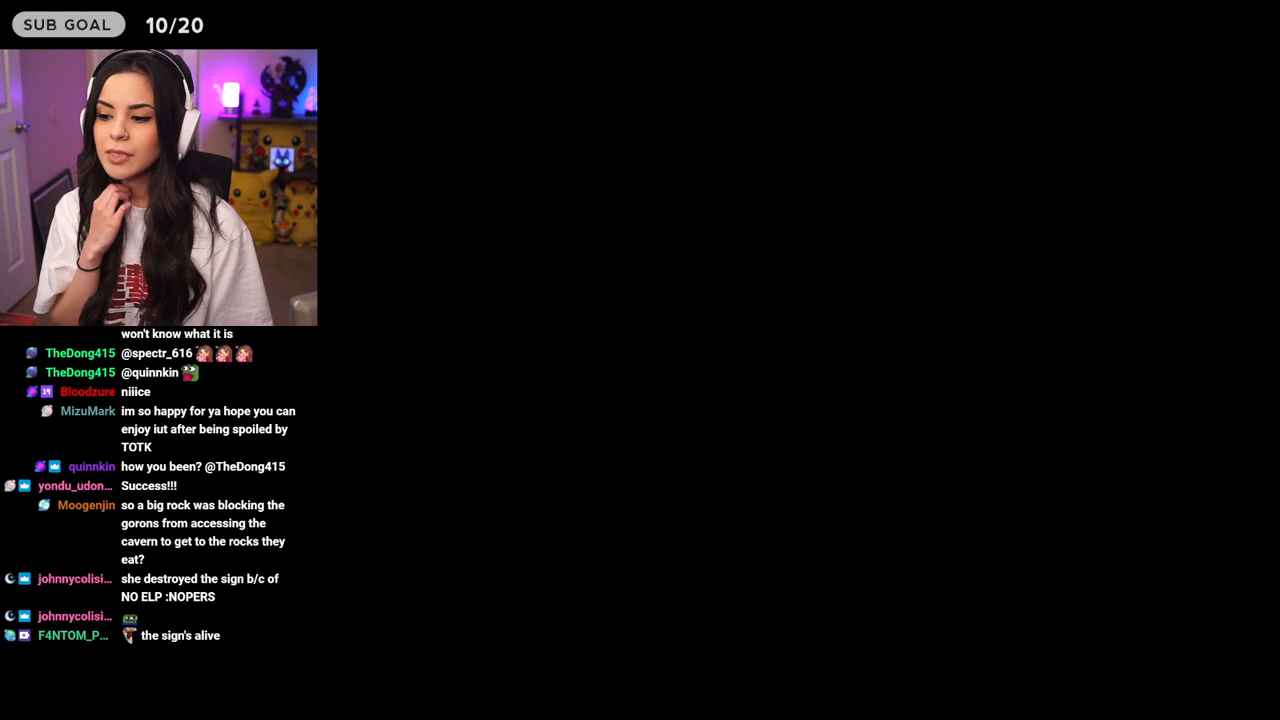 SUB GOAL 10/20
won't know what it is
TheDong415 @spectr_616
TheDong415 @quinnkin
19 Bloodzure niiice
MizuMark im so happy for ya hope you can
enjoy iut after being spoiled by
TOTK
quinnkin how you been? @TheDong415
yondu_udon... Success!!!
Moogenjin so a big rock was blocking the
gorons from accessing the
cavern to get to the rocks they
eat?
johnnycolisi... she destroyed the sign b/c of
NO ELP :NOPERS
johnnycolisi...
F4NTOM_P... the sign's alive